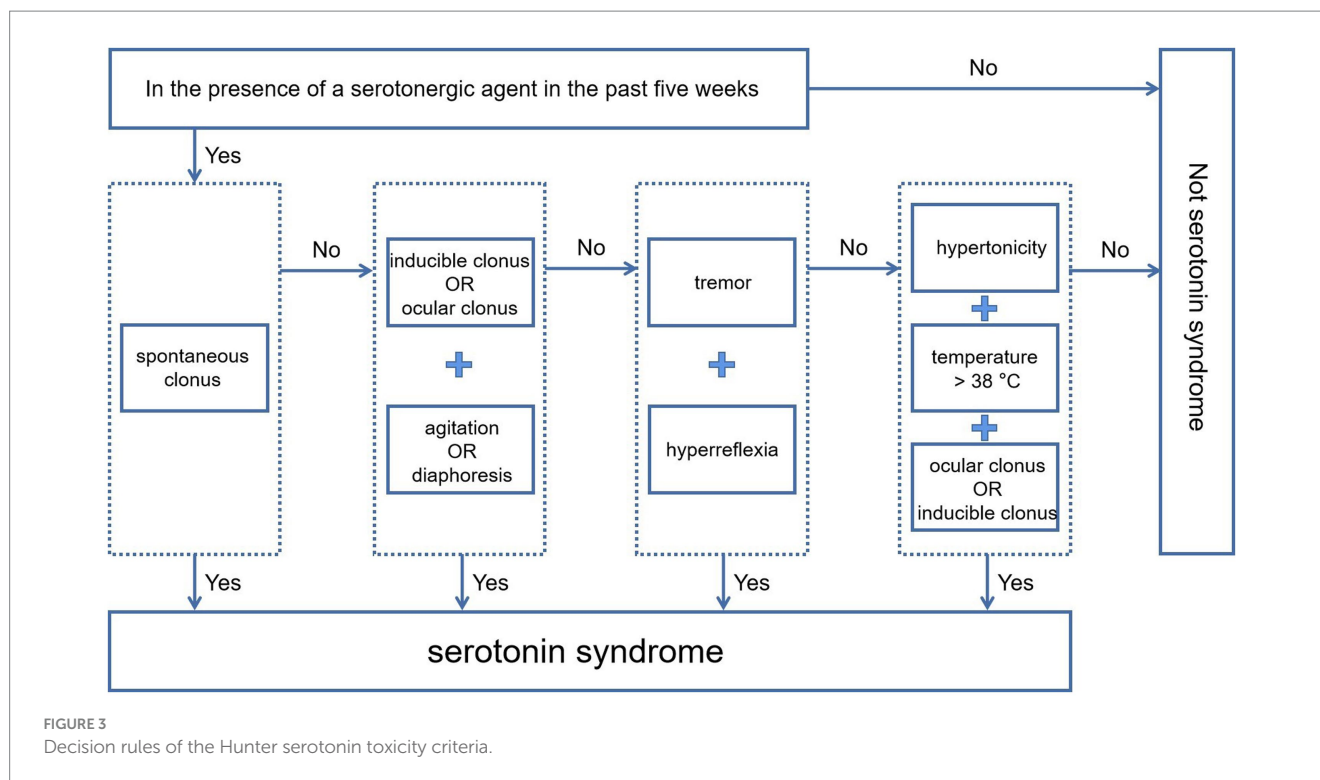 In the presence of a serotonergic agent in the past five weeks
No
Yes
spontaneous
clonus
No
inducible clonus
OR
ocular clonus
agitation
OR
diaphoresis
No
tremor
hyperreflexia
No
hypertonicity
temperature
> 38 °C
ocular clonus
OR
inducible clonus
No
Not serotonin syndrome
Yes
Yes
Yes
Yes
serotonin syndrome
FIGURE 3
Decision rules of the Hunter serotonin toxicity criteria.